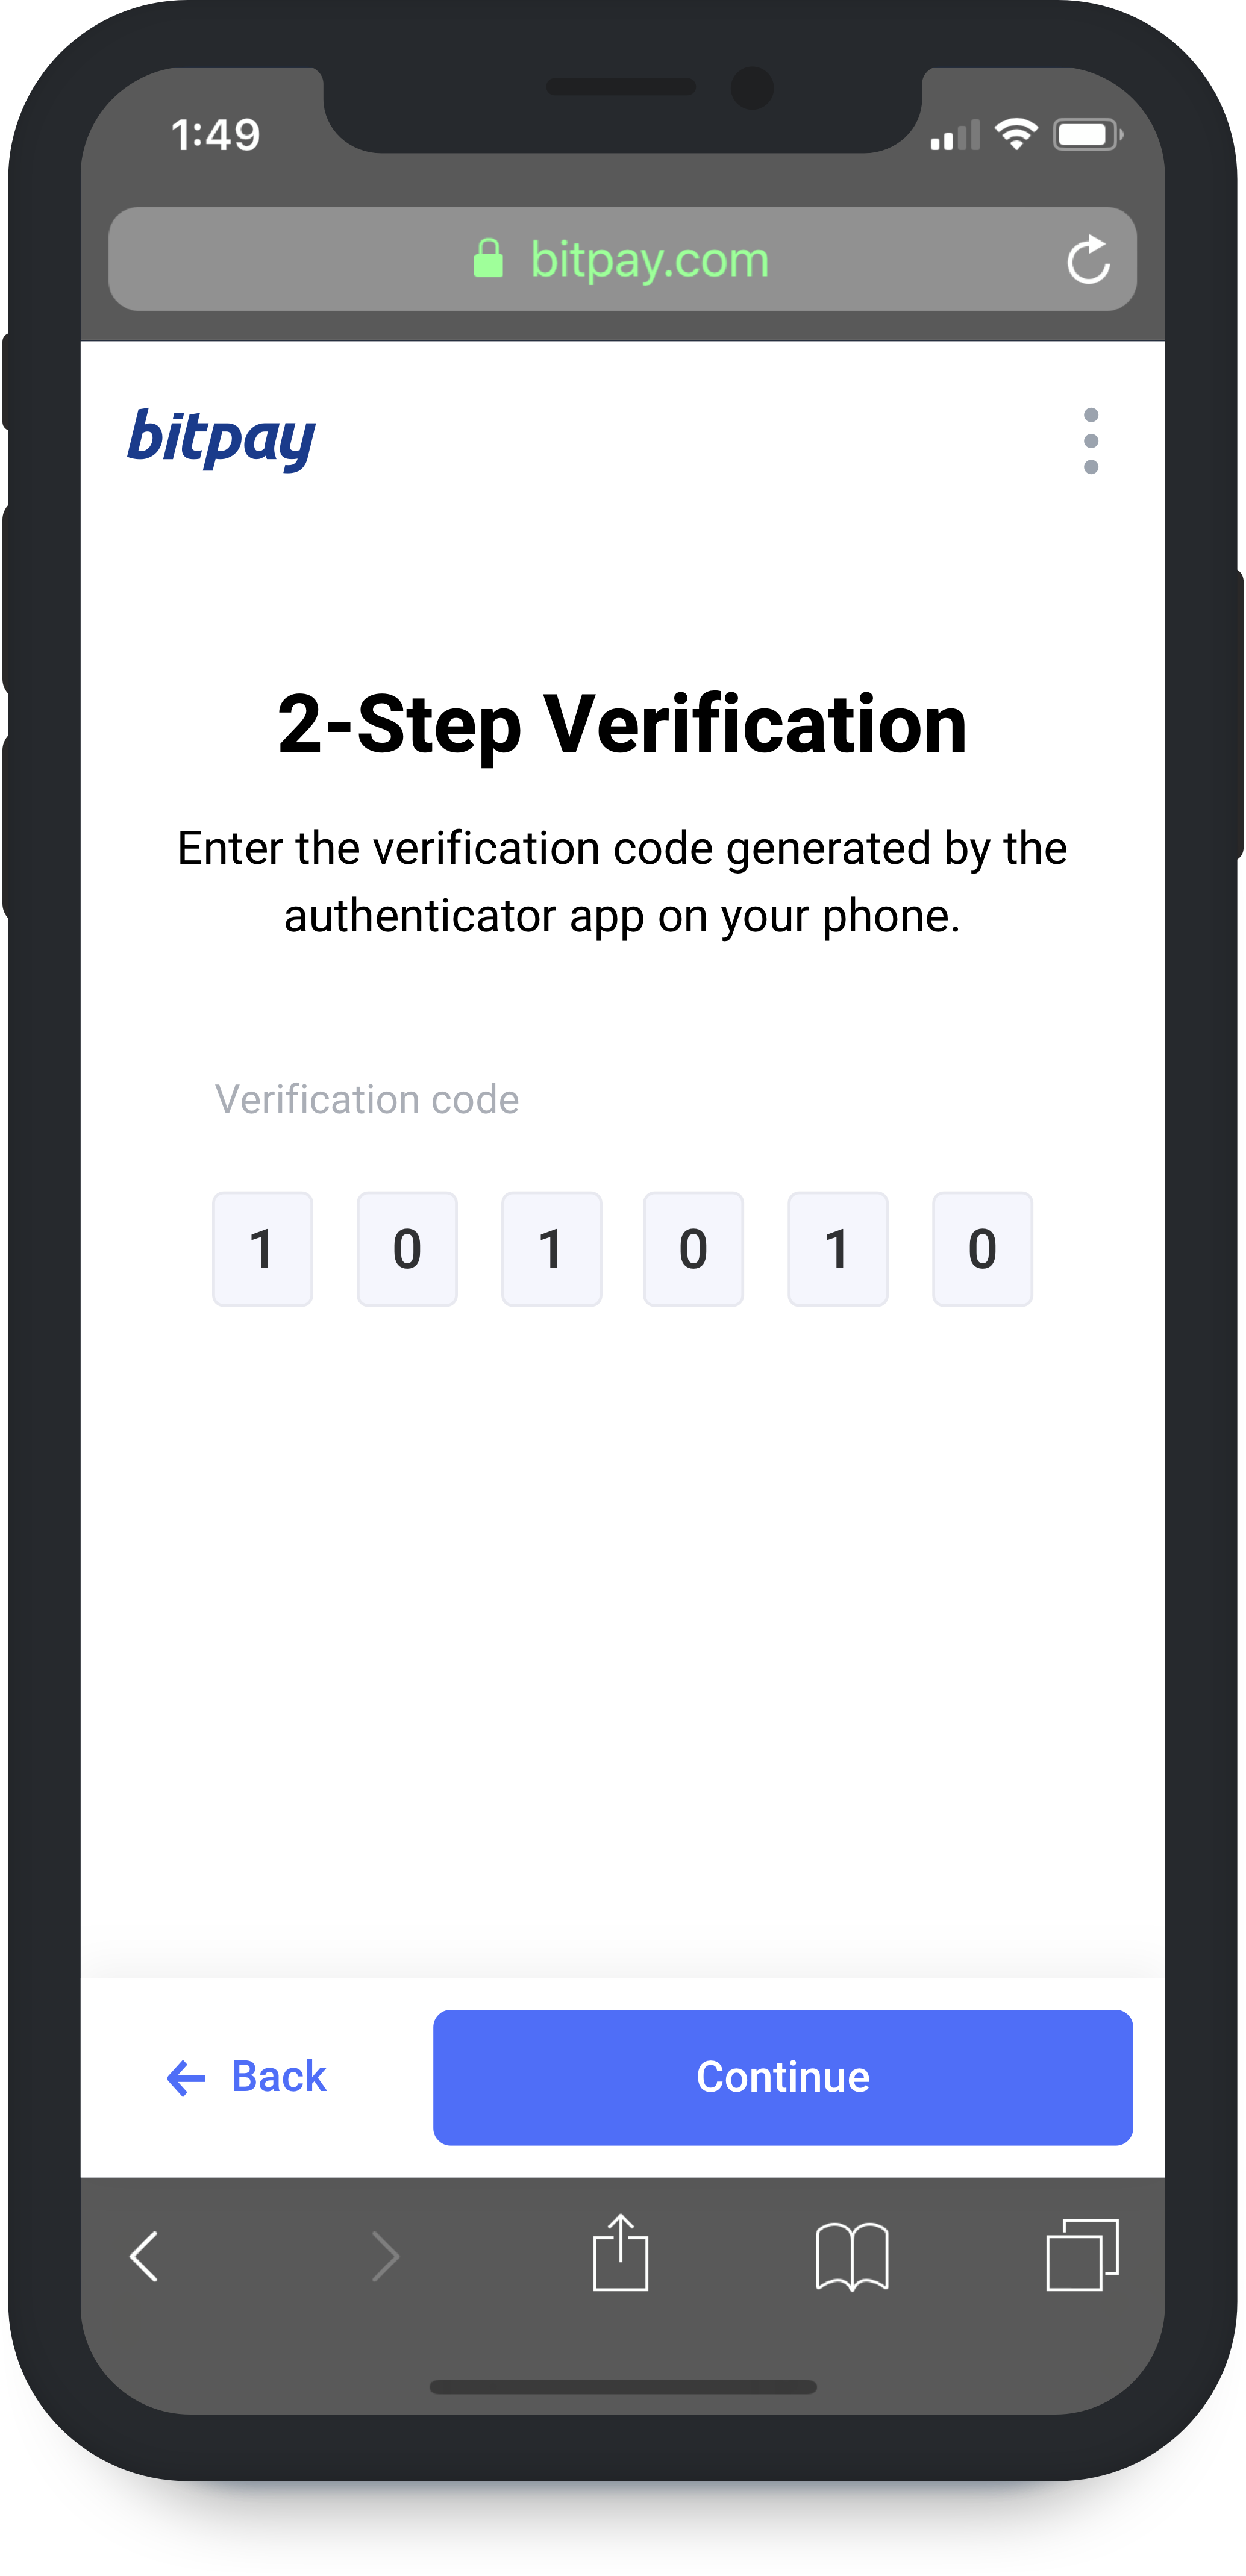 1:49
bitpay.com
bitpay
2-Step Verification
Enter the verification code generated by the
authenticator app on your phone.
Verification code
1 0 1 0 1 0
Back
Continue